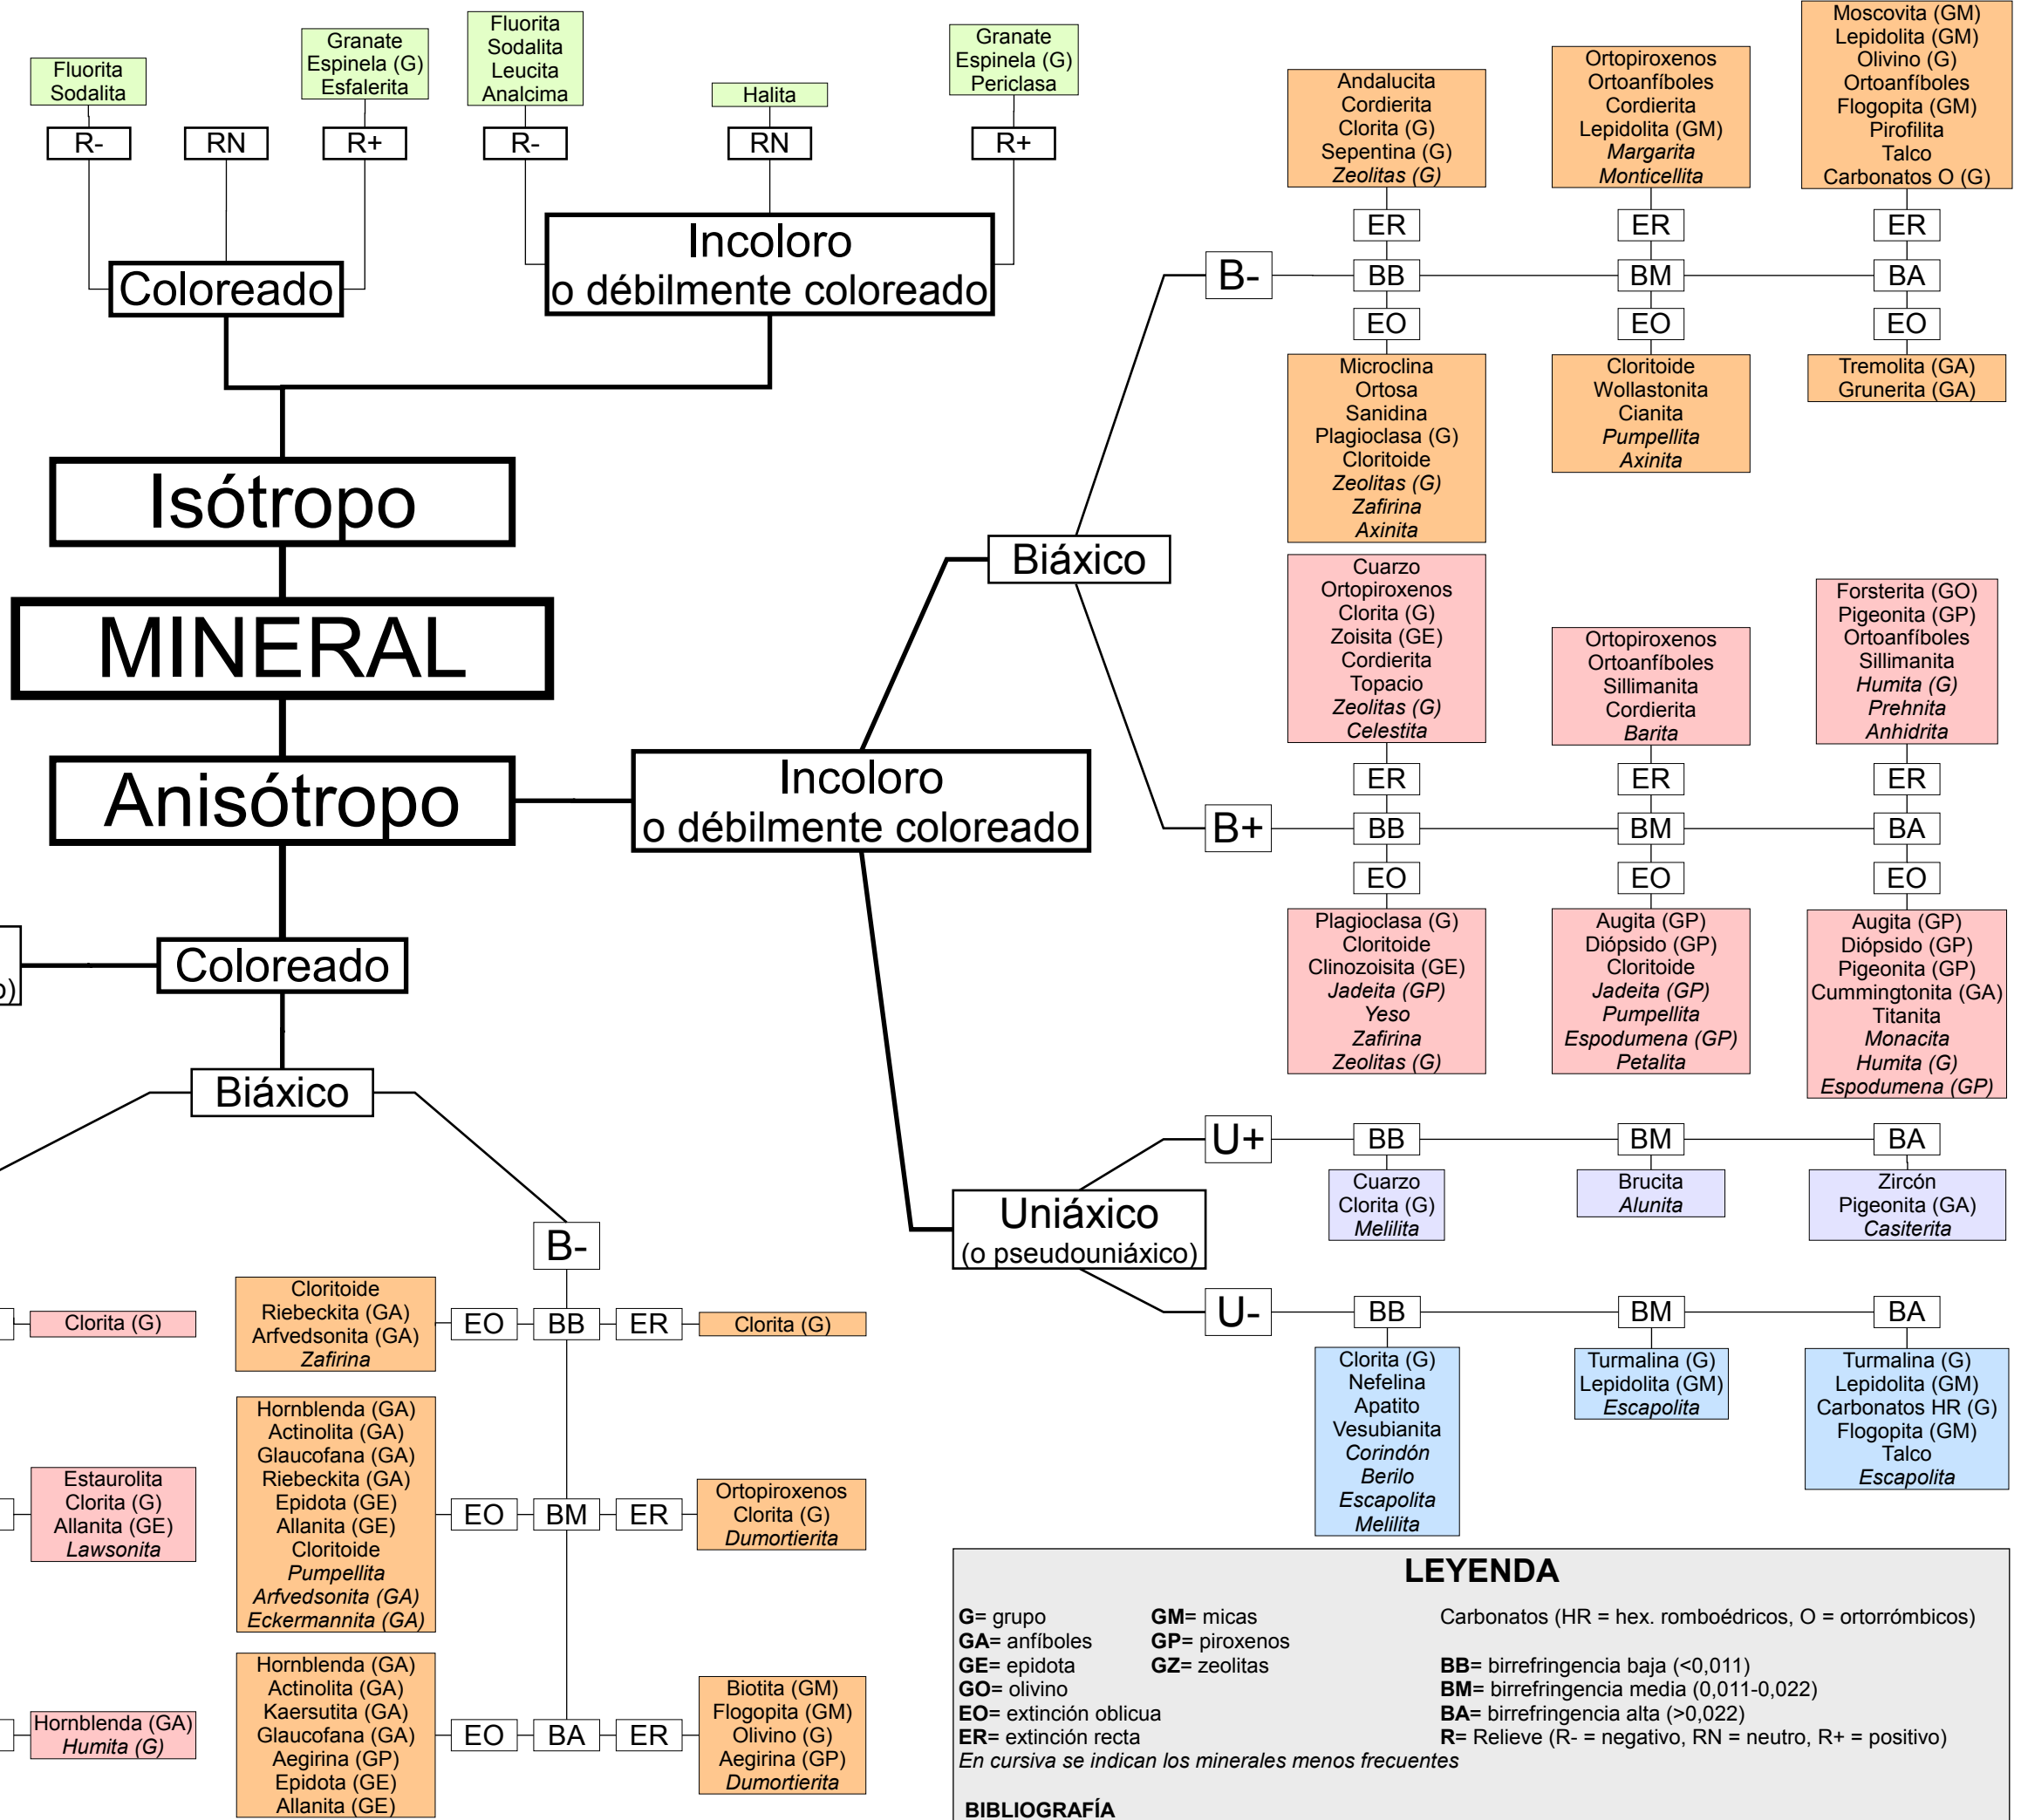 Fluorita
Sodalita
R-
RN
Granate
Espinela (G)
Esfalerita
R+
Coloreado
Fluorita
Sodalita
Leucita
Analcima
R-
Halita
RN
Granate
Espinela (G)
Periclasa
R+
Incoloro
o débilmente coloreado
Isótropo
MINERAL
Anisótropo
Incoloro
o débilmente coloreado
Biáxico
B-
Andalucita
Cordierita
Clorita (G)
Sepentina (G)
Zeolitas (G)
ER
BB
EO
Microclina
Ortosa
Sanidina
Plagioclasa (G)
Cloritoide
Zeolitas (G)
Zafirina
Axinita
Ortopiroxenos
Ortoanfíboles
Cordierita
Lepidolita (GM)
Margarita
Monticellita
ER
BM
EO
Cloritoide
Wollastonita
Cianita
Pumpellita
Axinita
Moscovita (GM)
Lepidolita (GM)
Olivino (G)
Ortoanfíboles
Flogopita (GM)
Pirofilita
Talco
Carbonatos O (G)
ER
BA
EO
Tremolita (GA)
Grunerita (GA)
B+
Cuarzo
Ortopiroxenos
Clorita (G)
Zoisita (GE)
Cordierita
Topacio
Zeolitas (G)
Celestita
ER
BB
EO
Plagioclasa (G)
Cloritoide
Clinozoisita (GE)
Jadeita (GP)
Yeso
Zafirina
Zeolitas (G)
Ortopiroxenos
Ortoanfíboles
Sillimanita
Cordierita
Barita
ER
BM
EO
Augita (GP)
Diópsido (GP)
Cloritoide
Jadeita (GP)
Pumpellita
Espodumena (GP)
Petalita
Forsterita (GO)
Pigeonita (GP)
Ortoanfíboles
Sillimanita
Humita (G)
Prehnita
Anhidrita
ER
BA
EO
Augita (GP)
Diópsido (GP)
Pigeonita (GP)
Cummingtonita (GA)
Titanita
Monacita
Humita (G)
Espodumena (GP)
Uniáxico
(o pseudouniáxico)
U+
BB
Cuarzo
Clorita (G)
Melilita
BM
Brucita
Alunita
BA
Zircón
Pigeonita (GA)
Casiterita
U-
BB
Clorita (G)
Nefelina
Apatito
Vesubianita
Corindón
Berilo
Escapolita
Melilita
BM
Turmalina (G)
Lepidolita (GM)
Escapolita
BA
Turmalina (G)
Lepidolita (GM)
Carbonatos HR (G)
Flogopita (GM)
Talco
Escapolita
Coloreado
Biáxico
Clorita (G)
Estaurolita
Clorita (G)
Allanita (GE)
Lawsonita
Hornblenda (GA)
Humita (G)
B-
Cloritoide
Riebeckita (GA)
Arfvedsonita (GA)
Zafirina
EO
BB
ER
Clorita (G)
Hornblenda (GA)
Actinolita (GA)
Glaucofana (GA)
Riebeckita (GA)
Epidota (GE)
Allanita (GE)
Cloritoide
Pumpellita
Arfvedsonita (GA)
Eckermannita (GA)
EO
BM
ER
Ortopiroxenos
Clorita (G)
Dumortierita
Hornblenda (GA)
Actinolita (GA)
Kaersutita (GA)
Glaucofana (GA)
Aegirina (GP)
Epidota (GE)
Allanita (GE)
EO
BA
ER
Biotita (GM)
Flogopita (GM)
Olivino (G)
Aegirina (GP)
Dumortierita
LEYENDA
G= grupo
GM= micas
Carbonatos (HR = hex. romboédricos, O = ortorrómbicos)
GA= anfíboles
GP= piroxenos
GE= epidota
GZ= zeolitas
BB= birrefringencia baja (<0,011)
GO= olivino
BM= birrefringencia media (0,011-0,022)
EO= extinción oblicua
BA= birrefringencia alta (>0,022)
ER= extinción recta
R= Relieve (R- = negativo, RN = neutro, R+ = positivo)
En cursiva se indican los minerales menos frecuentes
BIBLIOGRAFÍA